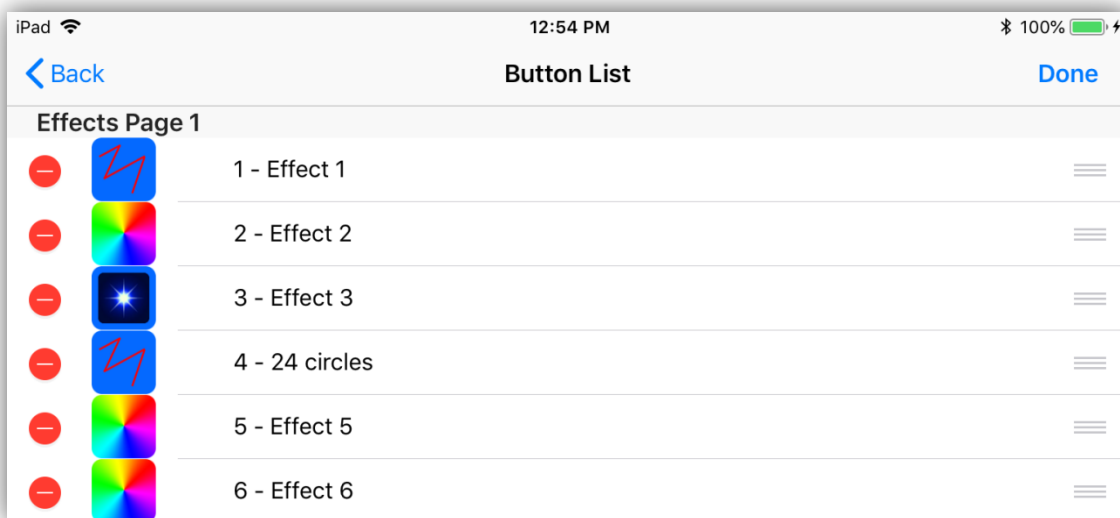 iPad 12:54 PM 100%
Back Button List Done
Effects Page 1
1 - Effect 1
2 - Effect 2
3 - Effect 3
4 - 24 circles
5 - Effect 5
6 - Effect 6